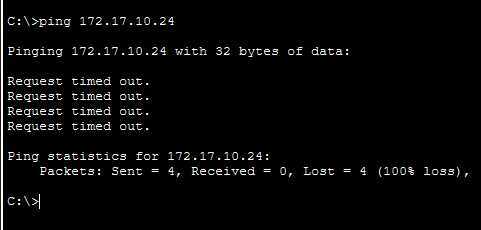 C:\>ping 172.17.10.24
Pinging 172.17.10.24 with 32 bytes of data:
Request timed out.
Request timed out.
Request timed out.
Request timed out.
Ping statistics for 172.17.10.24:
Packets: Sent = 4, Received = 0, Lost = 4 (100% loss),
C:\>